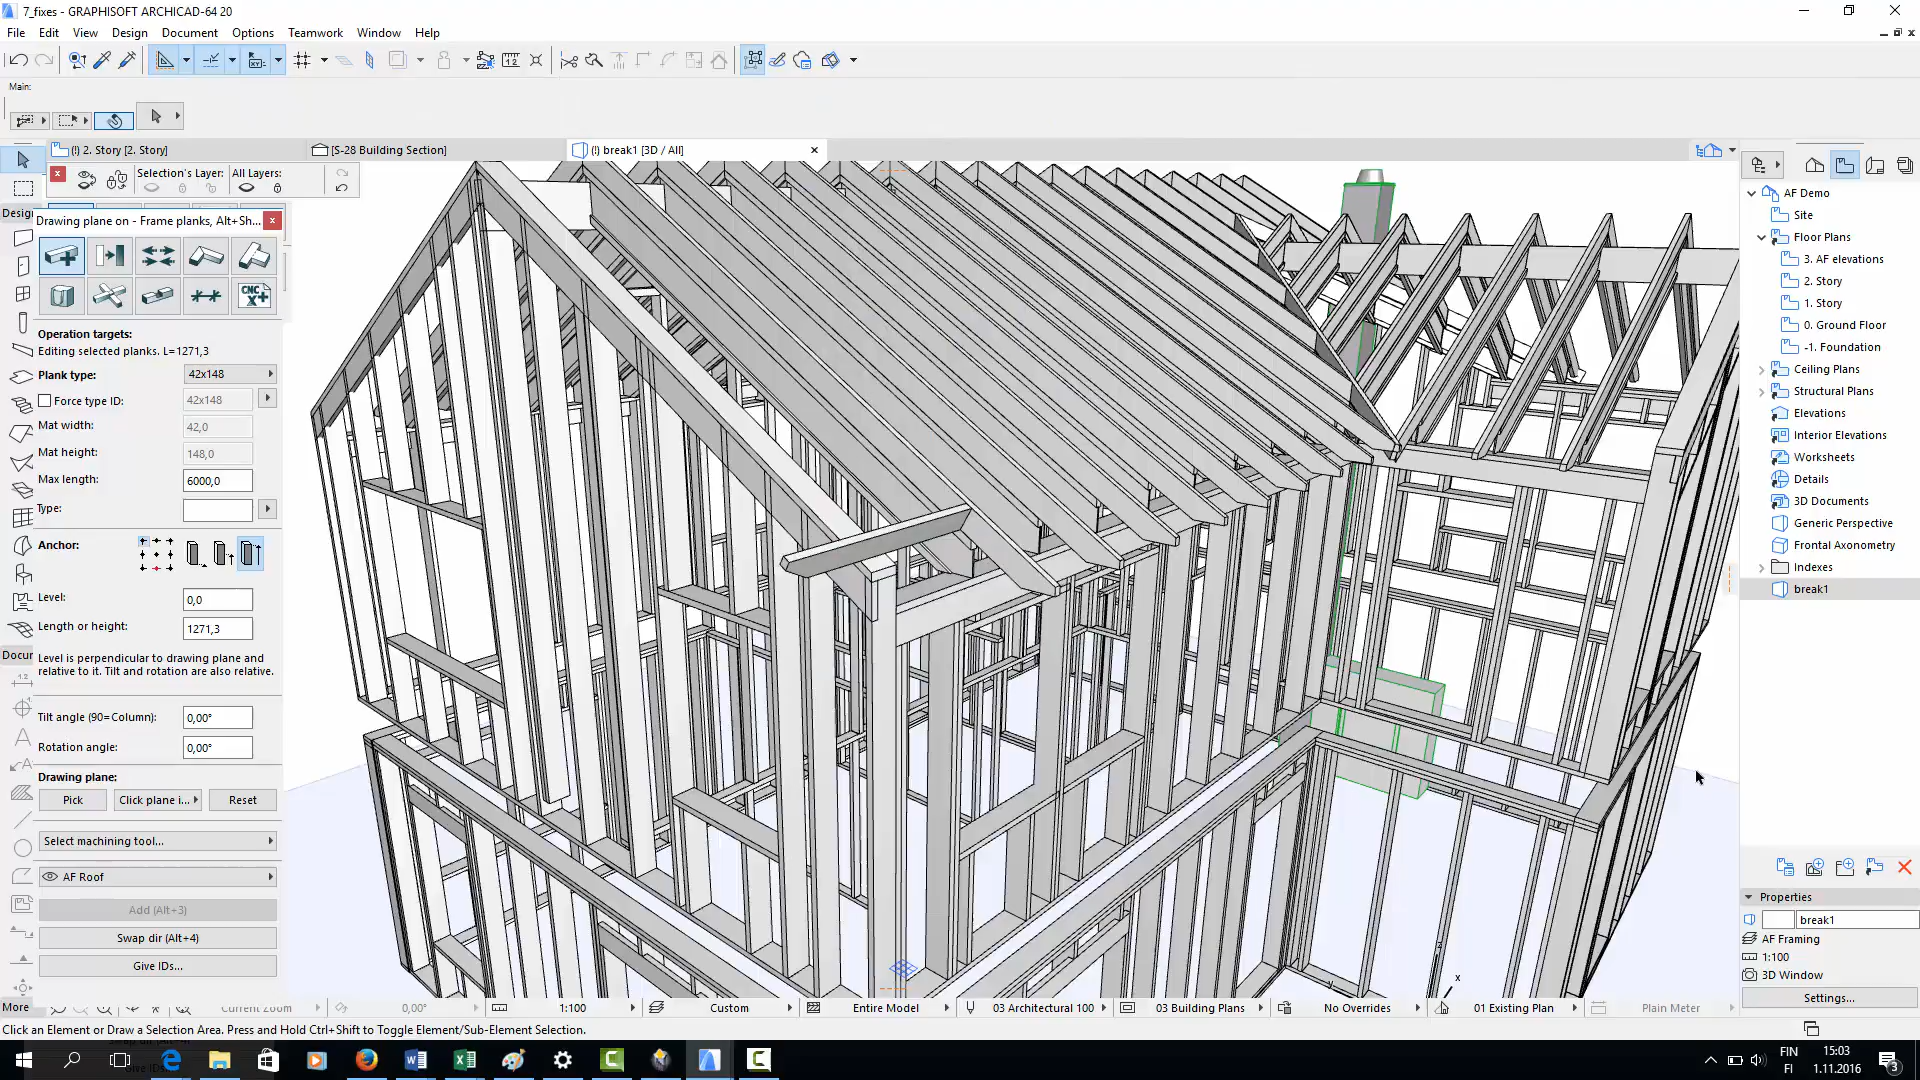 7_fixes - GRAPHISOFT ARCHICAD-64 20
File Edit View Design Document Options Teamwork Window Help
Main:
(!) 2. Story [2. Story]
[S-28 Building Section]
(!) break1 [3D / All]
Selection's Layer:
All Layers:
Design
Drawing plane on - Frame planks, Alt+Sh...
CNC
Operation targets:
Editing selected planks. L=1271,3
Plank type:
42x148
Force type ID:
42x148
Mat width:
42,0
Mat height:
148,0
Max length:
6000,0
Type:
Anchor:
Level:
0,0
Length or height:
1271,3
Docum
Level is perpendicular to drawing plane and
relative to it. Tilt and rotation are also relative.
Tilt angle (90=Column):
0,00°
Rotation angle:
0,00°
Drawing plane:
Pick
Click plane i...
Reset
Select machining tool...
AF Roof
Add (Alt+3)
Swap dir (Alt+4)
Give IDs...
More
AF Demo
Site
Floor Plans
3. AF elevations
2. Story
1. Story
0. Ground Floor
-1. Foundation
Ceiling Plans
Structural Plans
Elevations
Interior Elevations
Worksheets
Details
3D Documents
Generic Perspective
Frontal Axonometry
Indexes
break1
Properties
break1
AF Framing
1:100
3D Window
Settings...
x
Current Zoom
0,00°
1:100
Custom
Entire Model
03 Architectural 100
03 Building Plans
No Overrides
01 Existing Plan
Plain Meter
Click an Element or Draw a Selection Area. Press and Hold Ctrl+Shift to Toggle Element/Sub-Element Selection.
FIN
FI
15:03
1.11.2016
3